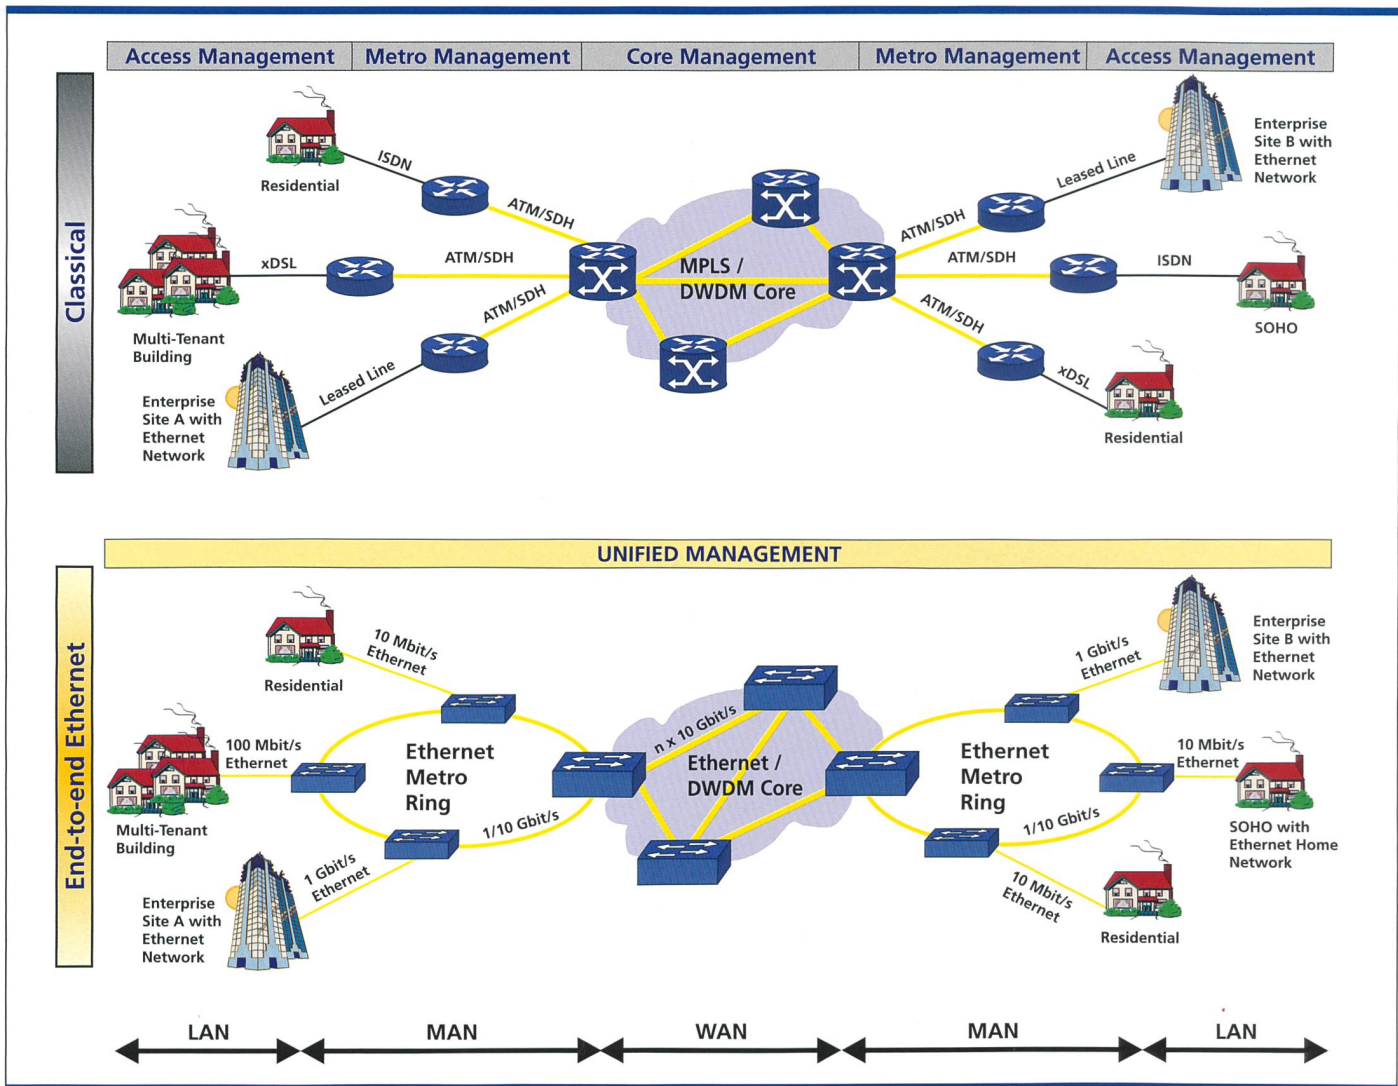 Access Management
Metro Management
Core Management
Metro Management
Access Management
Classical
Residential
ISDN
ATM/SDH
Multi-Tenant
Building
xDSL
ATM/SDH
Enterprise
Site A with
Ethernet
Network
Leased Line
ATM/SDH
MPLS /
DWDM Core
ATM/SDH
Leased Line
Enterprise
Site B with
Ethernet
Network
ATM/SDH
ISDN
SOHO
ATM/SDH
xDSL
Residential
UNIFIED MANAGEMENT
End-to-end Ethernet
Residential
10 Mbit/s
Ethernet
Multi-Tenant
Building
100 Mbit/s
Ethernet
Ethernet
Metro
Ring
1/10 Gbit/s
Enterprise
Site A with
Ethernet
Network
1 Gbit/s
Ethernet
n x 10 Gbit/s
Ethernet /
DWDM Core
1 Gbit/s
Ethernet
Enterprise
Site B with
Ethernet
Network
Ethernet
Metro
Ring
1/10 Gbit/s
10 Mbit/s
Ethernet
SOHO with
Ethernet Home
Network
10 Mbit/s
Ethernet
Residential
LAN
MAN
WAN
MAN
LAN